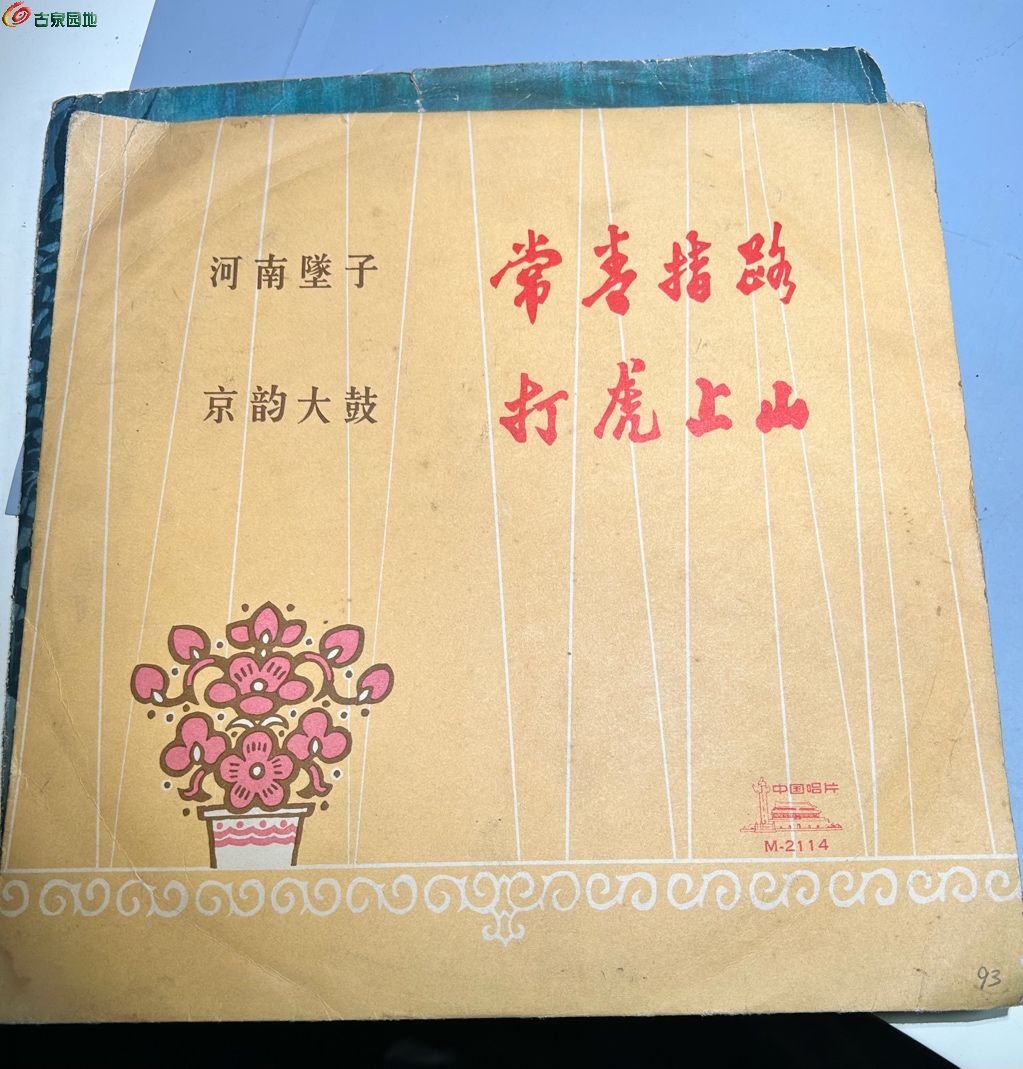 古泉园地
河南墜子 常青指路
京韵大鼓 打虎上山
中国唱片
M-2114
93